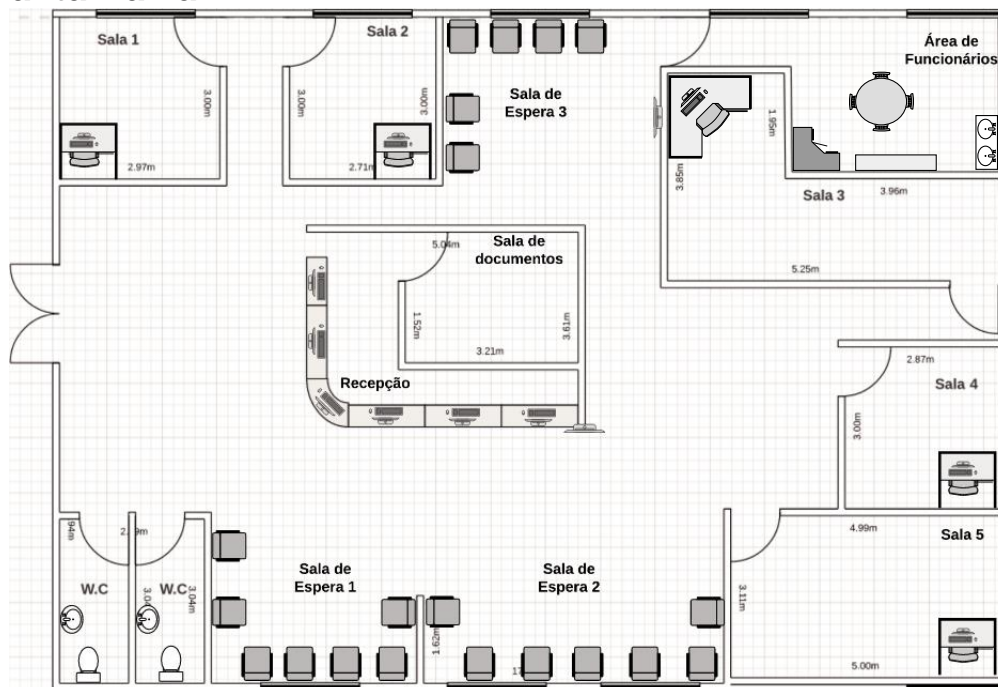 Sala 1
Sala 2
Área de
Funcionários
3.00m
3.00m
3.00m
Sala de
Espera 3
1.95m
2.97m
2.71m
3.85m
Sala 3
3.96m
5.04m
Sala de
documentos
5.25m
1.52m
3.61m
3.21m
2.87m
Recepção
Sala 4
3.00m
4.99m
Sala 5
Sala de
Espera 1
Sala de
Espera 2
W.C
W.C
3.04m
3.11m
1.62m
5.00m